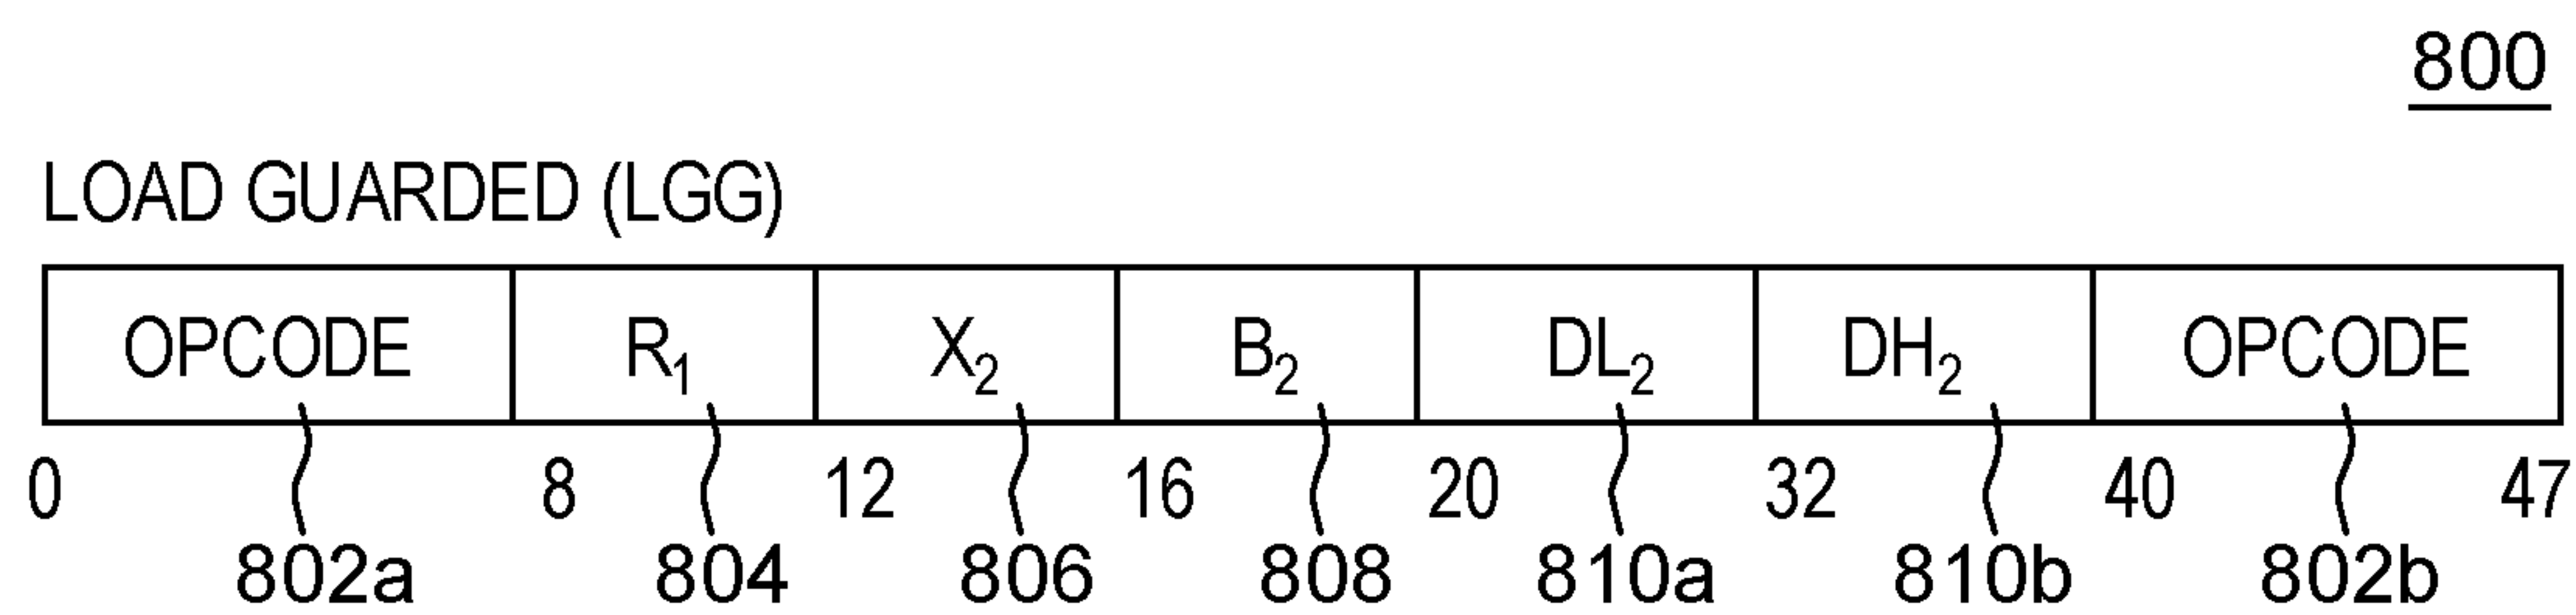 800
LOAD GUARDED (LGG)
OPCODE R₁ X₂ B₂ DL₂ DH₂ OPCODE
0 8 12 16 20 32 40 47
802a 804 806 808 810a 810b 802b